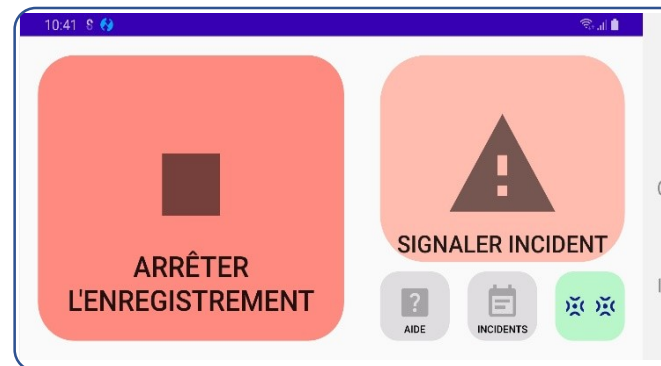 10:41
ARRÊTER
L'ENREGISTREMENT
SIGNALER INCIDENT
AIDE
INCIDENTS